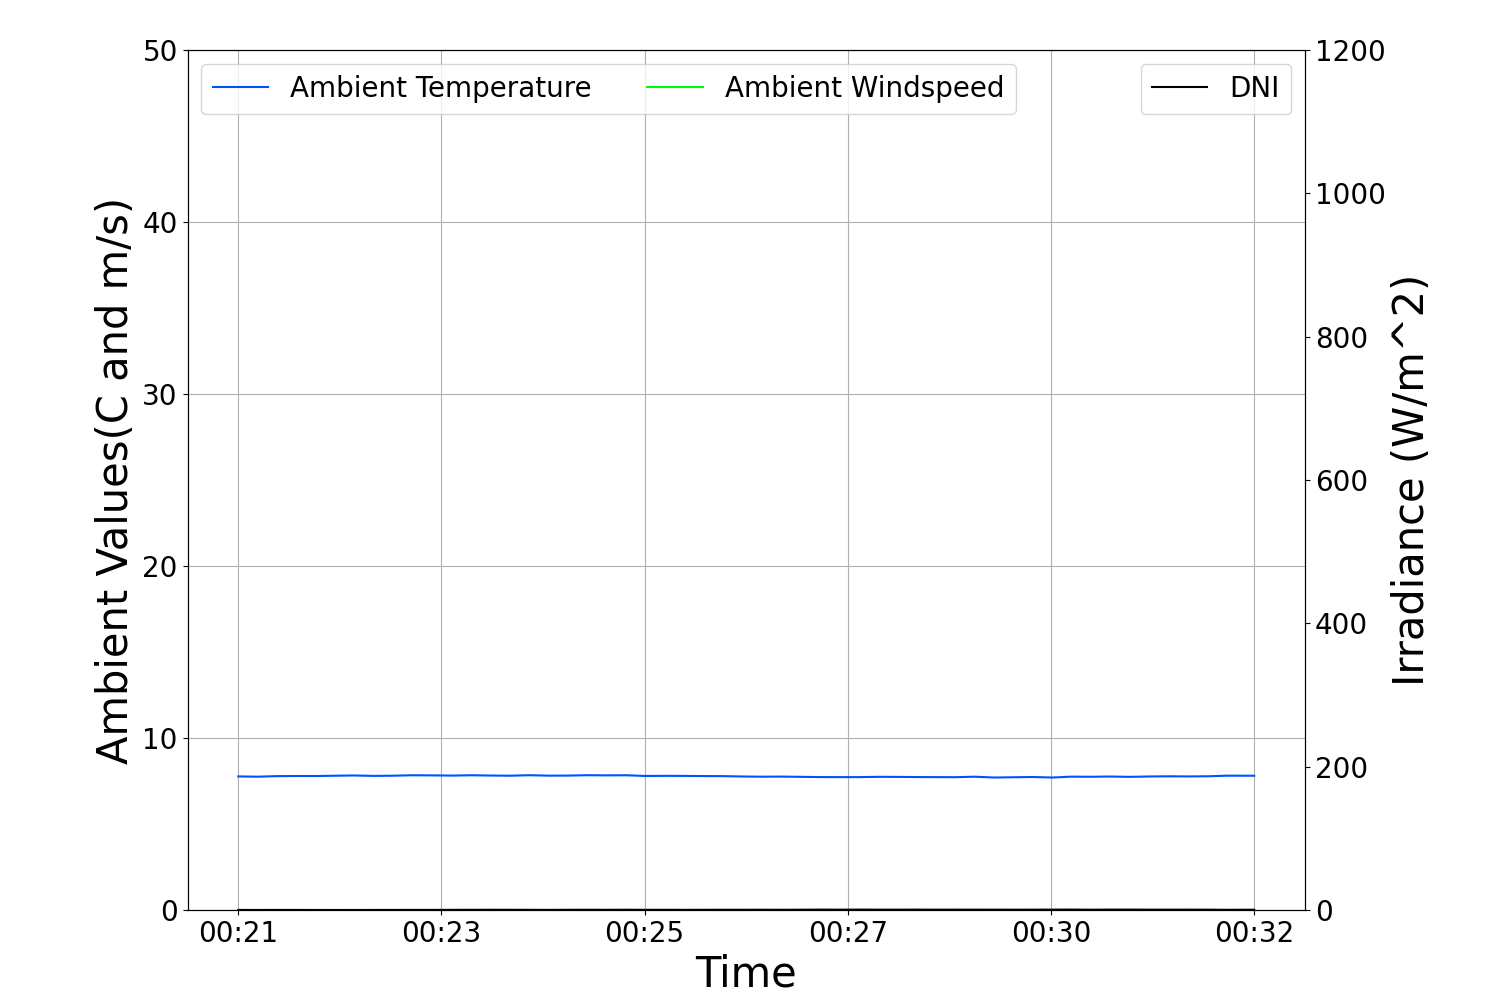 Ambient Temperature Ambient Windspeed DNI
50
40
30
20
10
0
Ambient Values(C and m/s)
1200
1000
800
600
400
200
0
Irradiance (W/m^2)
00:21 00:23 00:25 00:27 00:30 00:32
Time